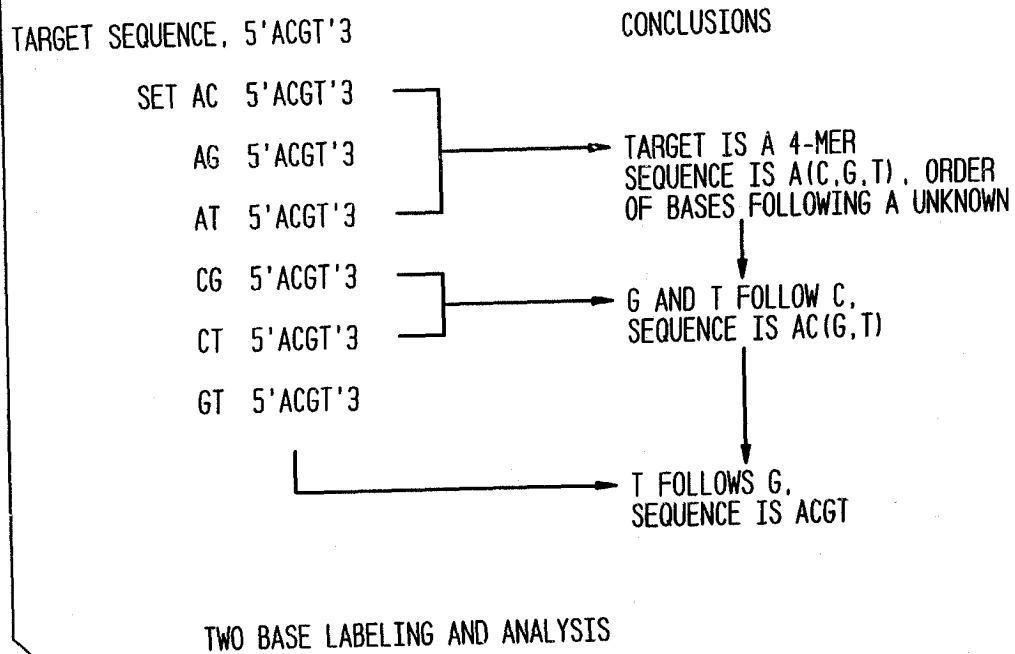 TARGET SEQUENCE, 5'ACGT'3
CONCLUSIONS
SET AC 5'ACGT'3
AG 5'ACGT'3
AT 5'ACGT'3
TARGET IS A 4-MER
SEQUENCE IS A(C,G,T), ORDER
OF BASES FOLLOWING A UNKNOWN
CG 5'ACGT'3
CT 5'ACGT'3
G AND T FOLLOW C,
SEQUENCE IS AC(G,T)
GT 5'ACGT'3
T FOLLOWS G,
SEQUENCE IS ACGT
TWO BASE LABELING AND ANALYSIS